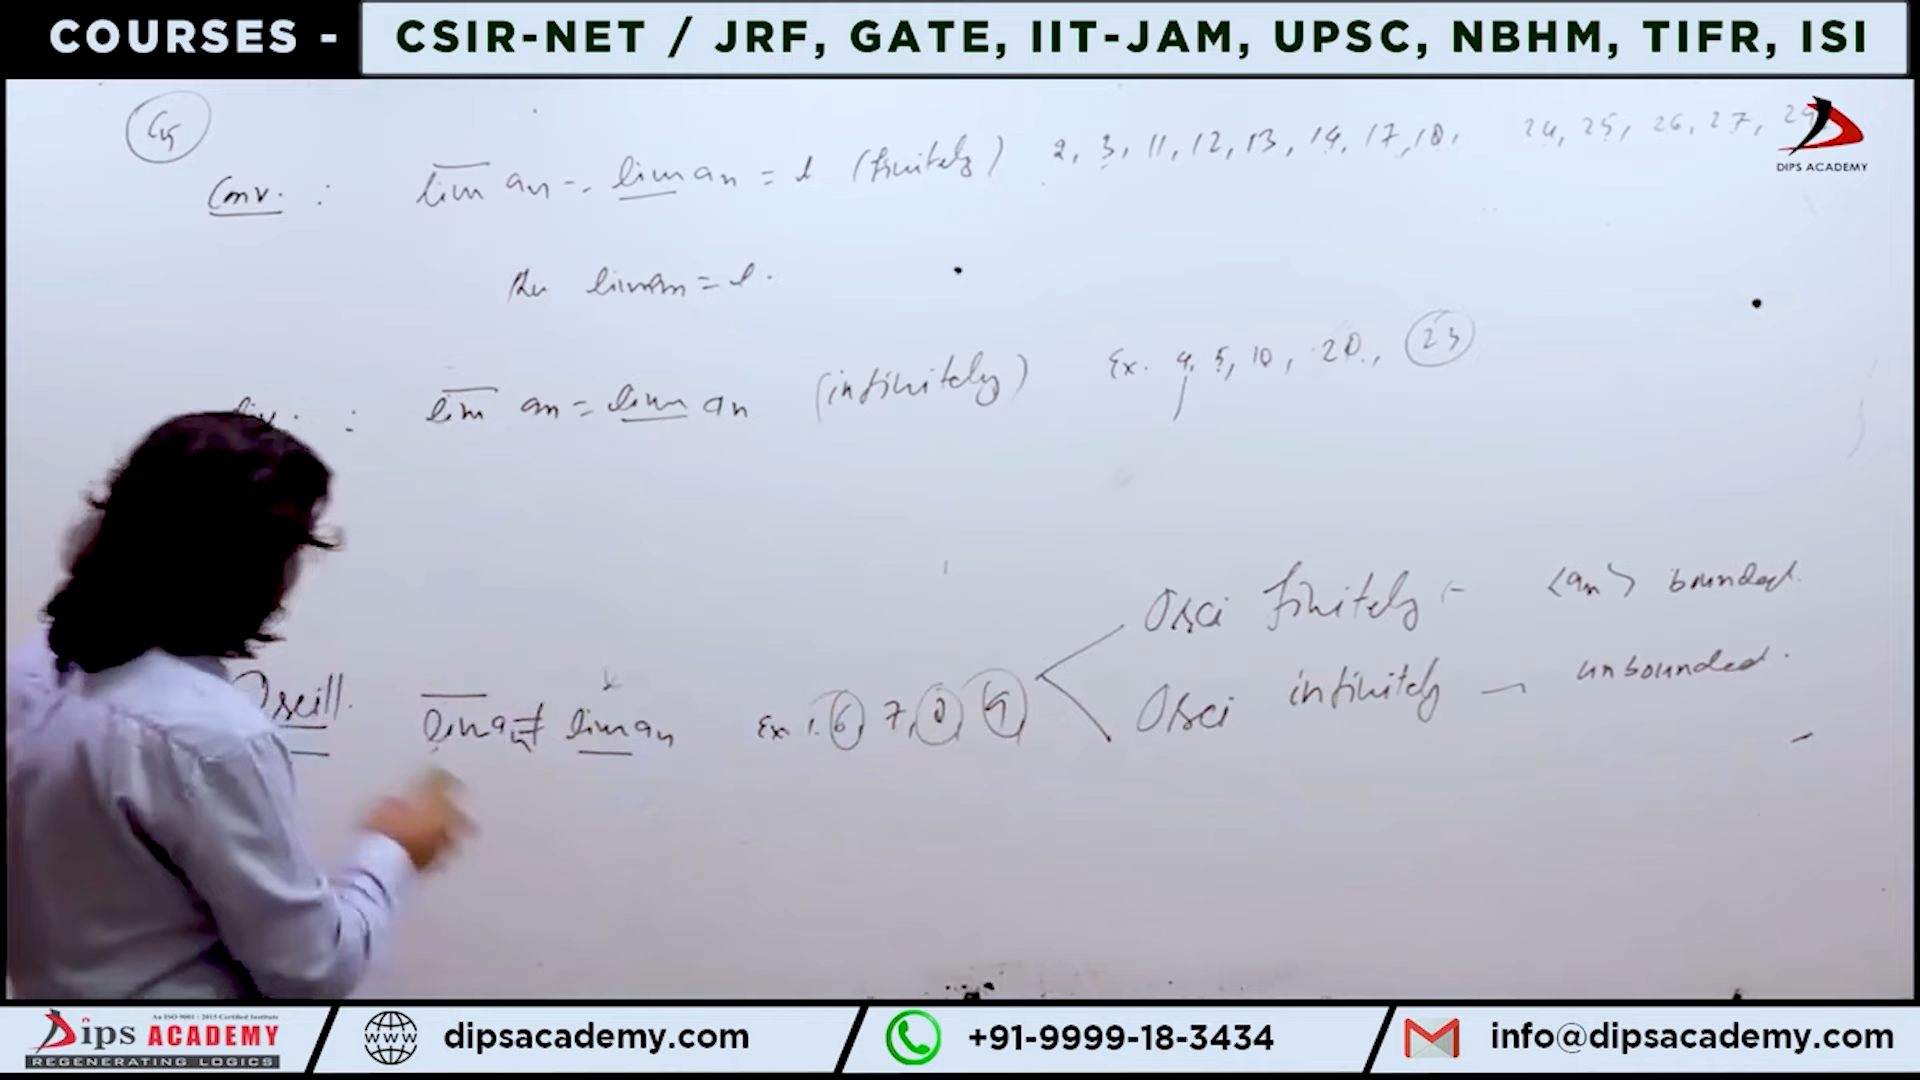 COURSES - CSIR-NET / JRF, GATE, IIT-JAM, UPSC, NBHM, TIFR, ISI
DIPS ACADEMY
Conv. : lim an = lim an = l (finitely) 2, 3, 11, 12, 13, 14, 17, 18, 24, 25, 26, 27, 29
lim an = l.
: lim an = lim an (infinitely) Ex. 4, 5, 10, 20, 23
Osci finitely - <an> bounded.
Oscill. lim an ≠ lim an Ex 1, 6, 7, 8, 9
Osci infinitely - unbounded.
Dips ACADEMY
REGENERATING LOGICS
dipsacademy.com
+91-9999-18-3434
info@dipsacademy.com